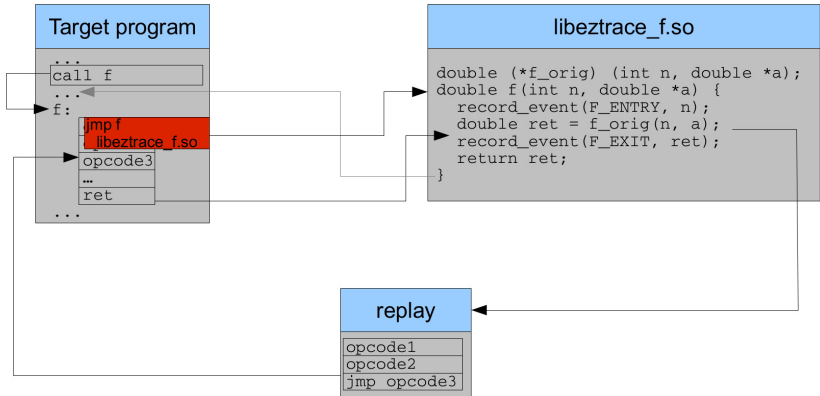 Target program
...
call f
...
f:
jmp f
libeztrace_f.so
opcode3
...
ret
...
libeztrace_f.so
double (*f_orig) (int n, double *a);
double f(int n, double *a) {
record_event(F_ENTRY, n);
double ret = f_orig(n, a);
record_event(F_EXIT, ret);
return ret;
}
replay
opcode1
opcode2
jmp opcode3